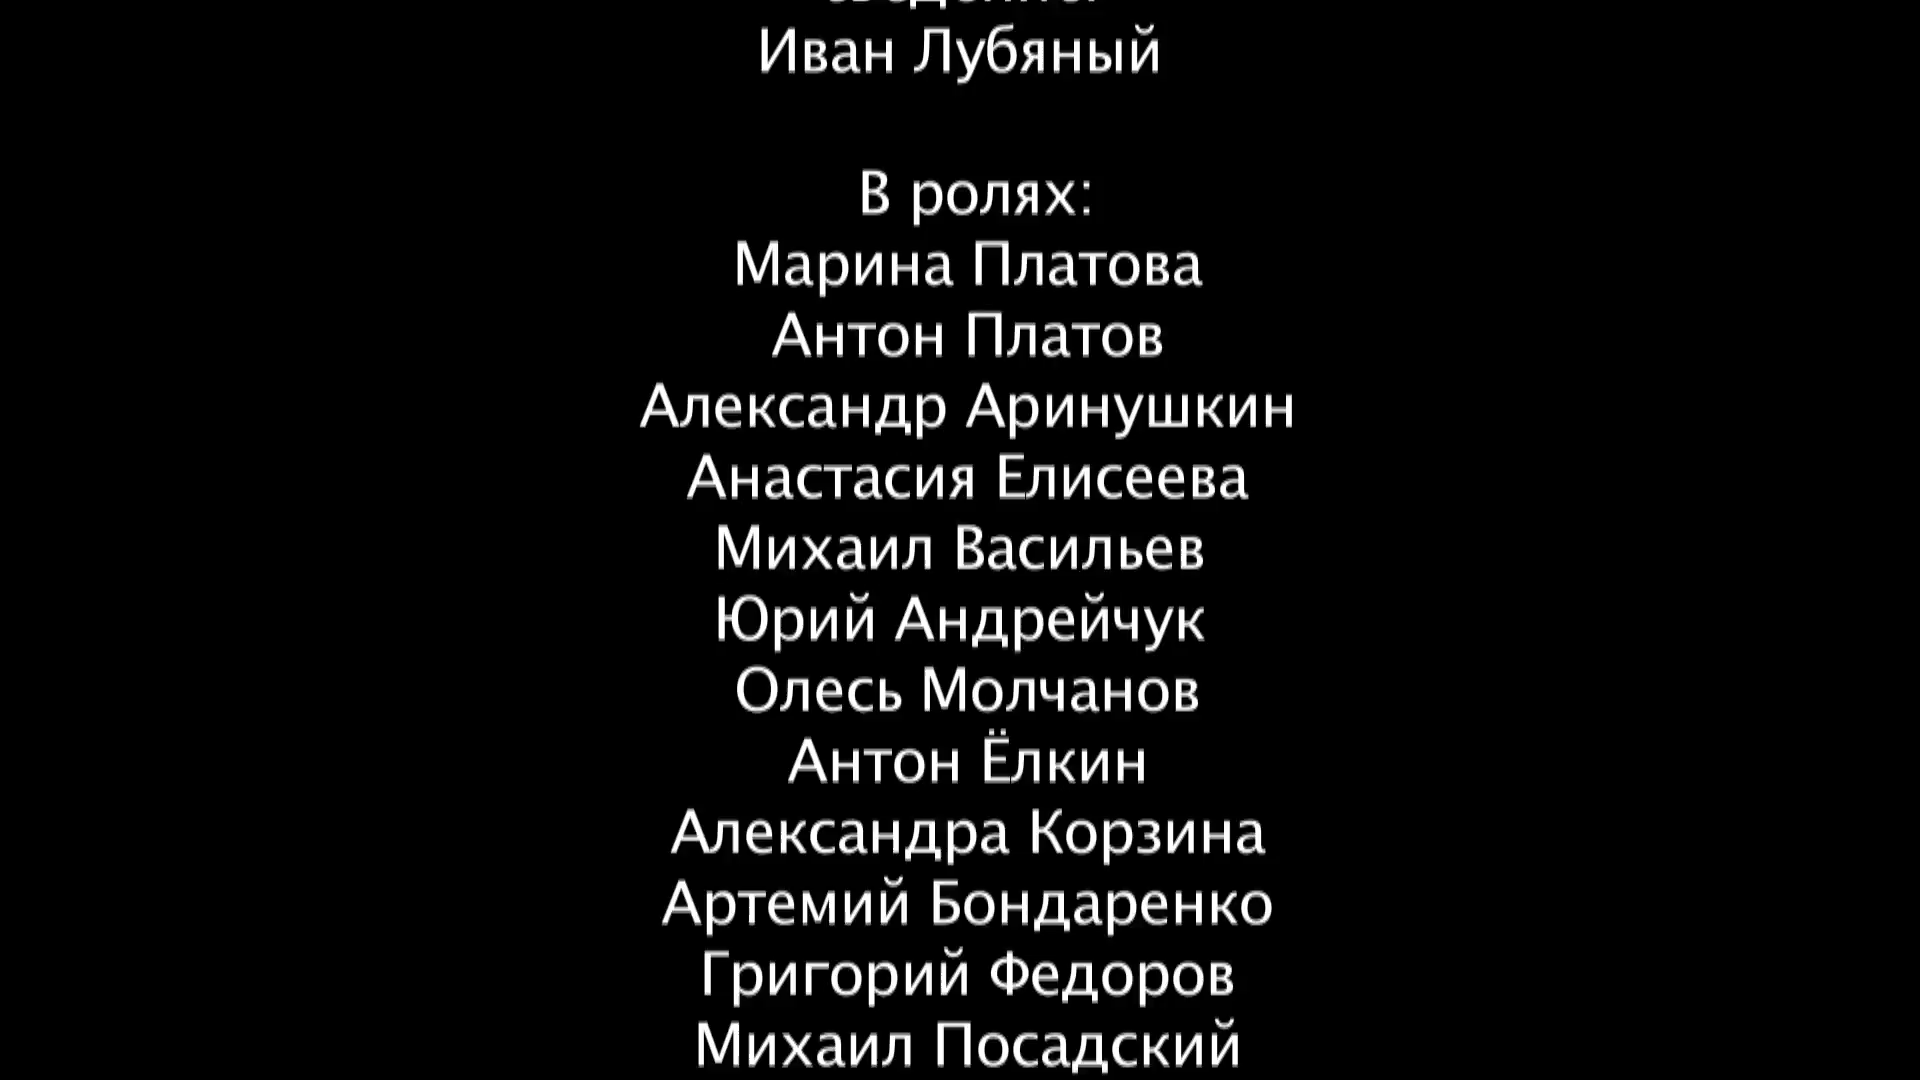 Иван Лубяный
В ролях:
Марина Платова
Антон Платов
Александр Аринушкин
Анастасия Елисеева
Михаил Васильев
Юрий Андрейчук
Олесь Молчанов
Антон Ёлкин
Александра Корзина
Артемий Бондаренко
Григорий Федоров
Михаил Посадский